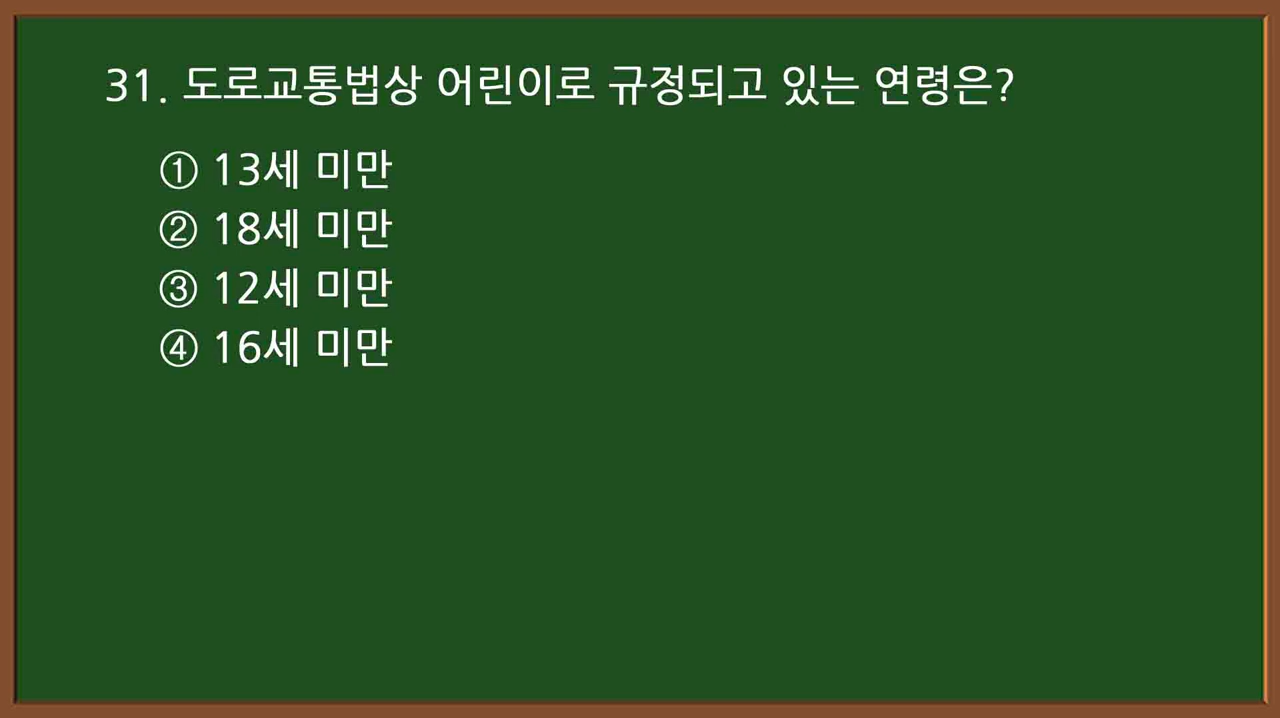 31. 도로교통법상 어린이로 규정되고 있는 연령은?
① 13세 미만
② 18세 미만
③ 12세 미만
④ 16세 미만